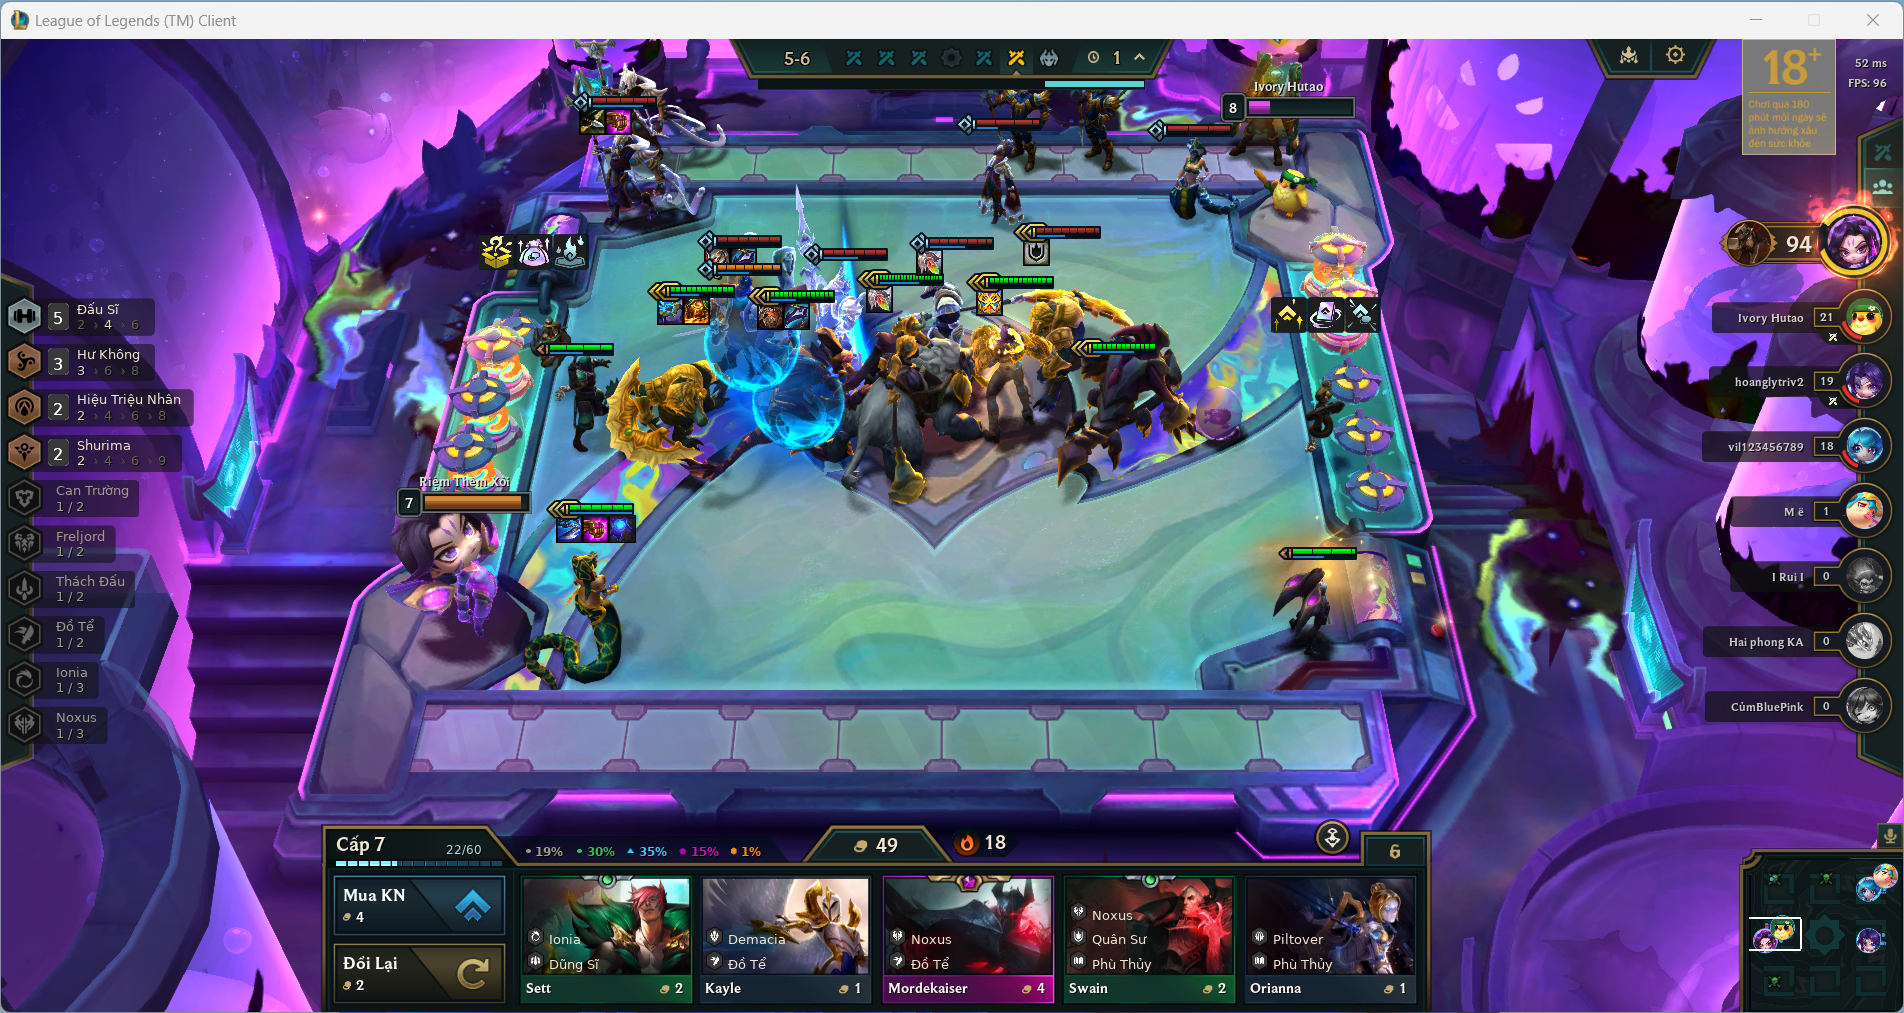 League of Legends (TM) Client
5-6
1
18+
Chơi quá 180
phút mỗi ngày sẽ
ảnh hưởng xấu
đến sức khỏe
52 ms
FPS: 96
Ivory Hutao
8
94
Ivory Hutao 21
hoanglytriv2 19
vil123456789 18
M ê 1
I Rui I 0
Hai phong KA 0
CủmBluePink 0
5 Đấu Sĩ
2 › 4 › 6
3 Hư Không
3 › 6 › 8
2 Hiệu Triệu Nhân
2 › 4 › 6 › 8
2 Shurima
2 › 4 › 6 › 9
Can Trường
1 / 2
Freljord
1 / 2
Thách Đấu
1 / 2
Đồ Tể
1 / 2
Ionia
1 / 3
Noxus
1 / 3
7
Cấp 7
22/60
19% 30% 35% 15% 1%
49
18
6
Mua KN
4
Đổi Lại
2
Ionia
Dũng Sĩ
Sett 2
Demacia
Đồ Tể
Kayle 1
Noxus
Đồ Tể
Mordekaiser 4
Noxus
Quân Sư
Phù Thủy
Swain 2
Piltover
Phù Thủy
Orianna 1